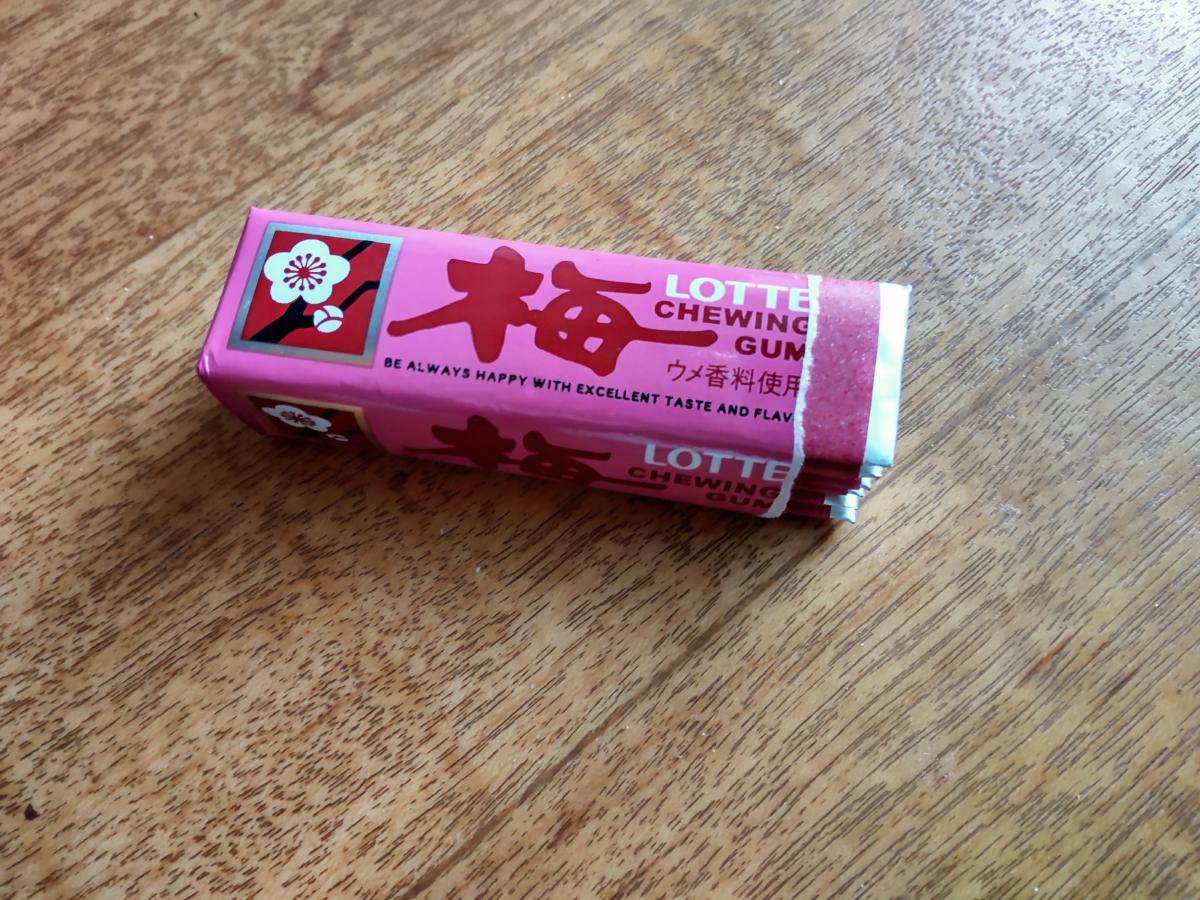 梅
LOTTE
CHEWING
GUM
ウメ香料使用
BE ALWAYS HAPPY WITH EXCELLENT TASTE AND FLAV
梅
LOTTE
CHEWING
GUM